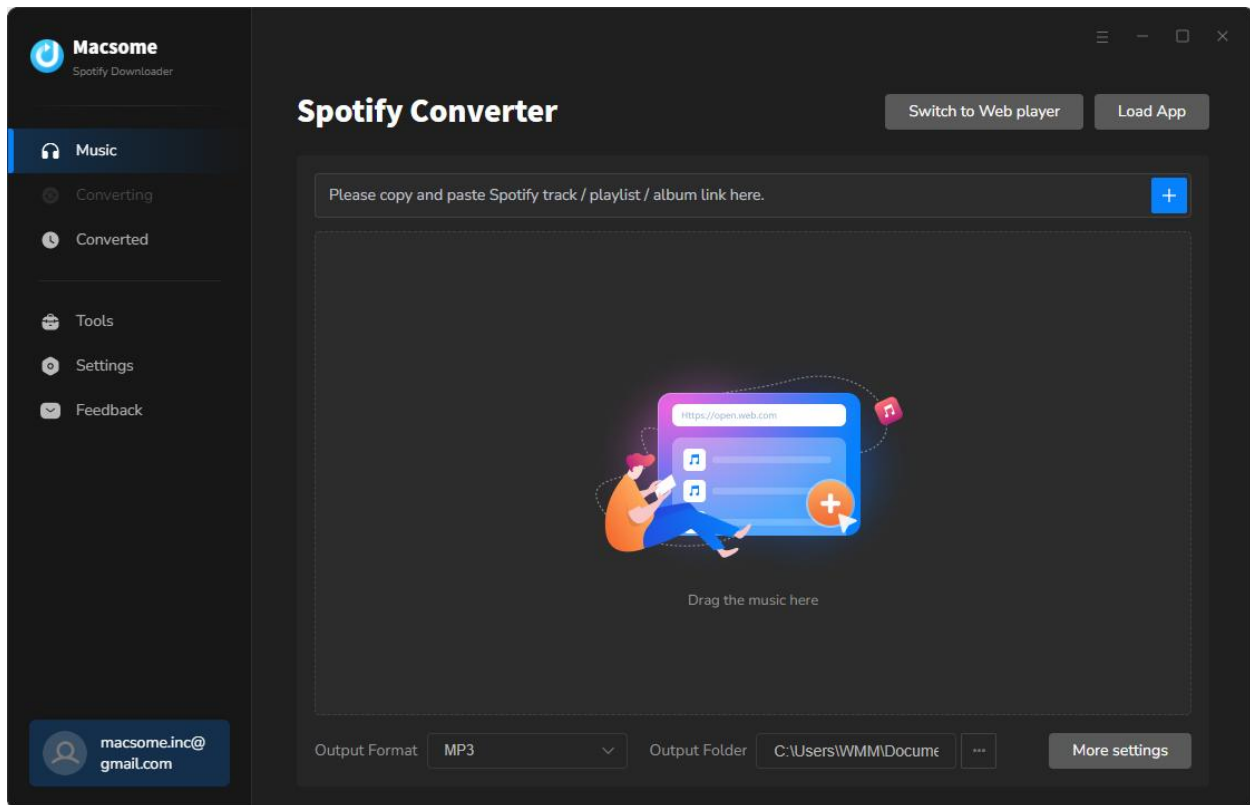 Macsome
Spotify Downloader
Music
Converting
Converted
Tools
Settings
Feedback
macsome.inc@
gmail.com
Spotify Converter
Switch to Web player
Load App
Please copy and paste Spotify track / playlist / album link here.
Https://open.web.com
Drag the music here
Output Format
MP3
Output Folder
C:\Users\WMM\Docume
More settings